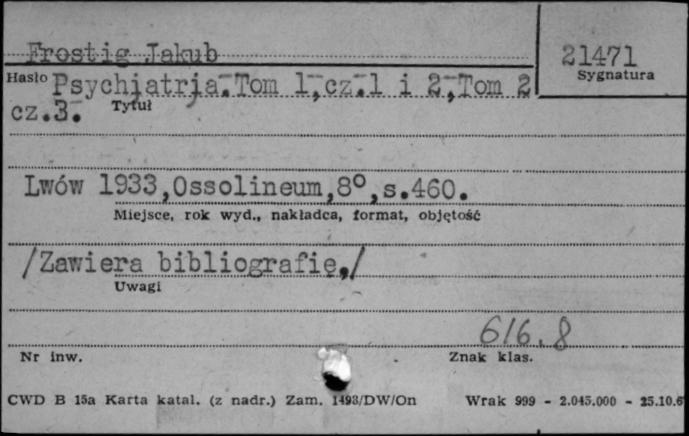 Frostig Jakub
21471
Sygnatura
Hasło Psychjatrja.Tom 1,cz.1 i 2,Tom 2
cz.3. Tytuł
Lwów 1933,Ossolineum,8°,s.460.
Miejsce, rok wyd., nakładca, format, objętość
/Zawiera bibliografię./
Uwagi
616.8
Nr inw. Znak klas.
CWD B 15a Karta katal. (z nadr.) Zam. 1493/DW/On Wrak 999 - 2.045.000 - 25.10.6